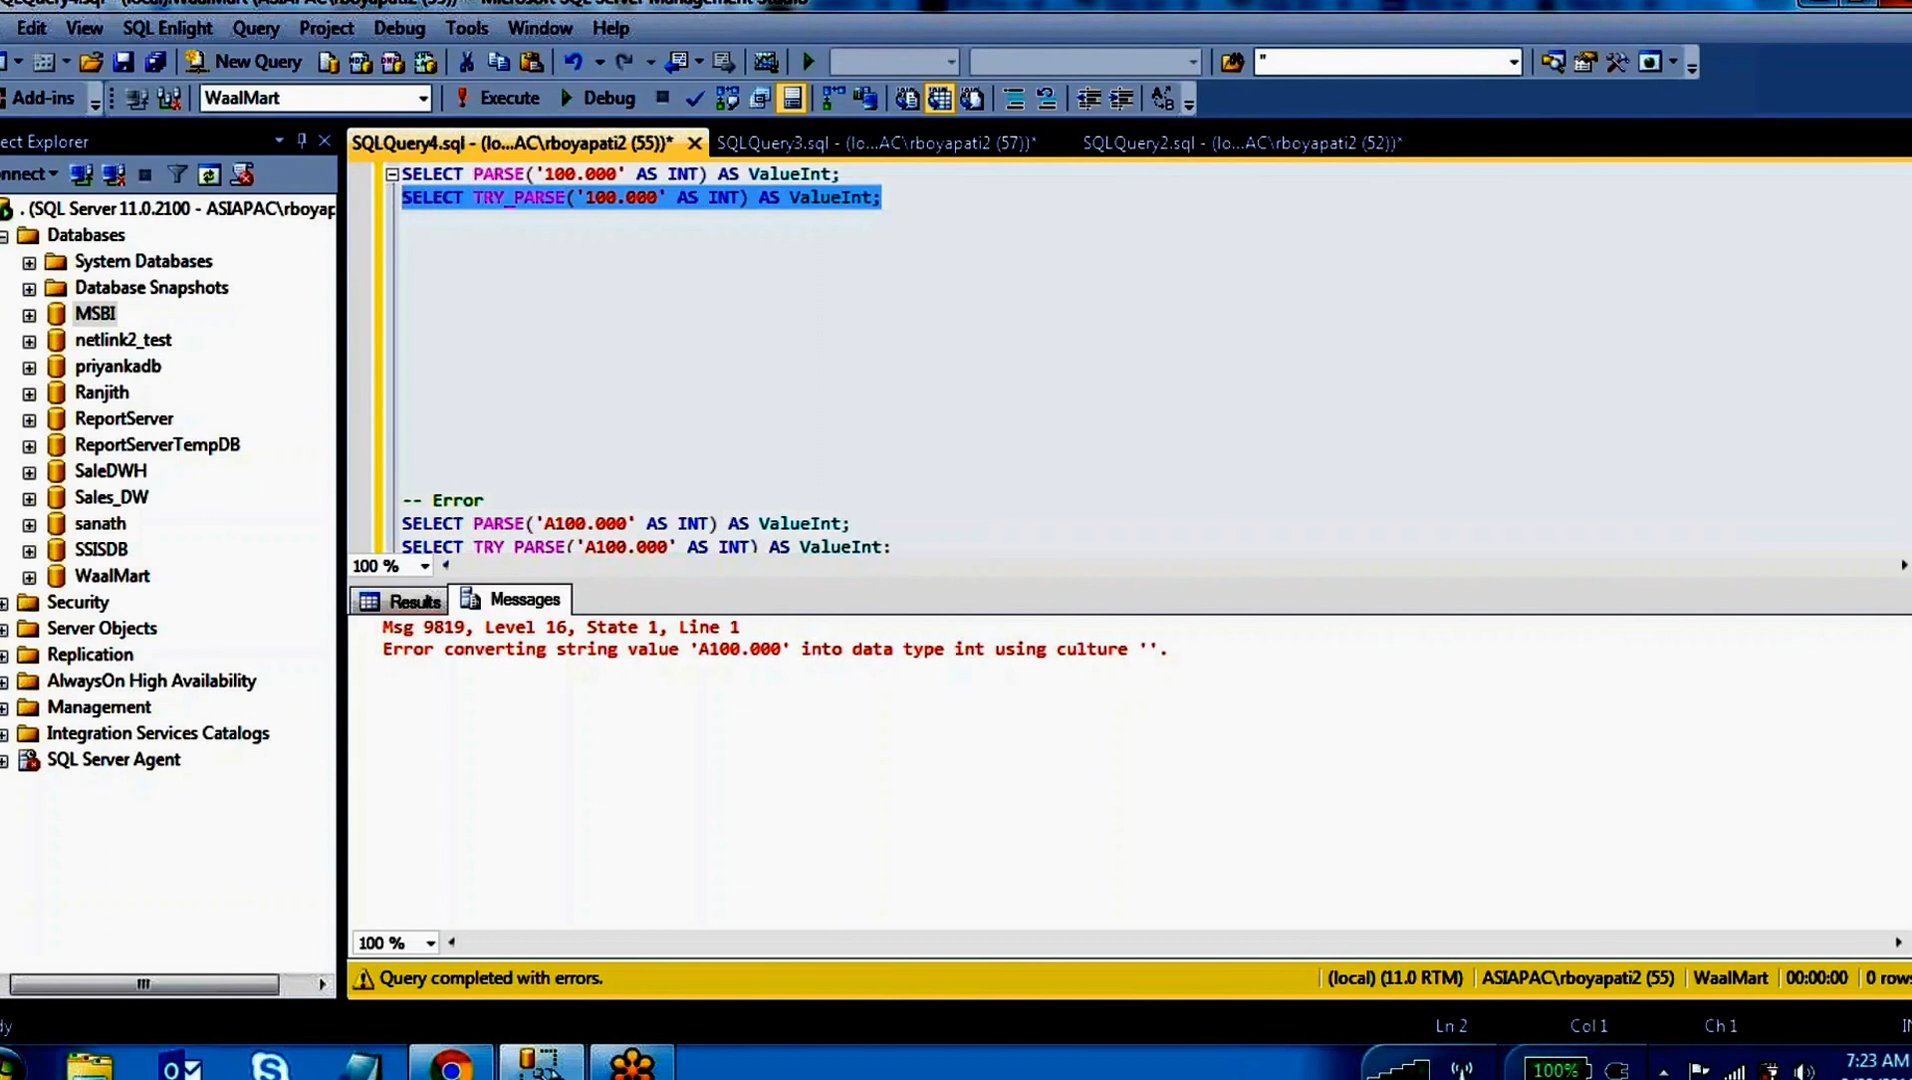 Edit View SQL Enlight Query Project Debug Tools Window Help
New Query "
Add-ins WaalMart Execute Debug
ect Explorer
SQLQuery4.sql - (lo...AC\rboyapati2 (55))* SQLQuery3.sql - (lo...AC\rboyapati2 (57))* SQLQuery2.sql - (lo...AC\rboyapati2 (52))*
nnect
. (SQL Server 11.0.2100 - ASIAPAC\rboyap
Databases
System Databases
Database Snapshots
MSBI
netlink2_test
priyankadb
Ranjith
ReportServer
ReportServerTempDB
SaleDWH
Sales_DW
sanath
SSISDB
WaalMart
Security
Server Objects
Replication
AlwaysOn High Availability
Management
Integration Services Catalogs
SQL Server Agent
SELECT PARSE('100.000' AS INT) AS ValueInt;
SELECT TRY_PARSE('100.000' AS INT) AS ValueInt;
-- Error
SELECT PARSE('A100.000' AS INT) AS ValueInt;
SELECT TRY_PARSE('A100.000' AS INT) AS ValueInt;
100 %
Results Messages
Msg 9819, Level 16, State 1, Line 1
Error converting string value 'A100.000' into data type int using culture ''.
100 %
Query completed with errors. (local) (11.0 RTM) ASIAPAC\rboyapati2 (55) WaalMart 00:00:00 0 rows
dy Ln 2 Col 1 Ch 1 IN
100% 7:23 AM